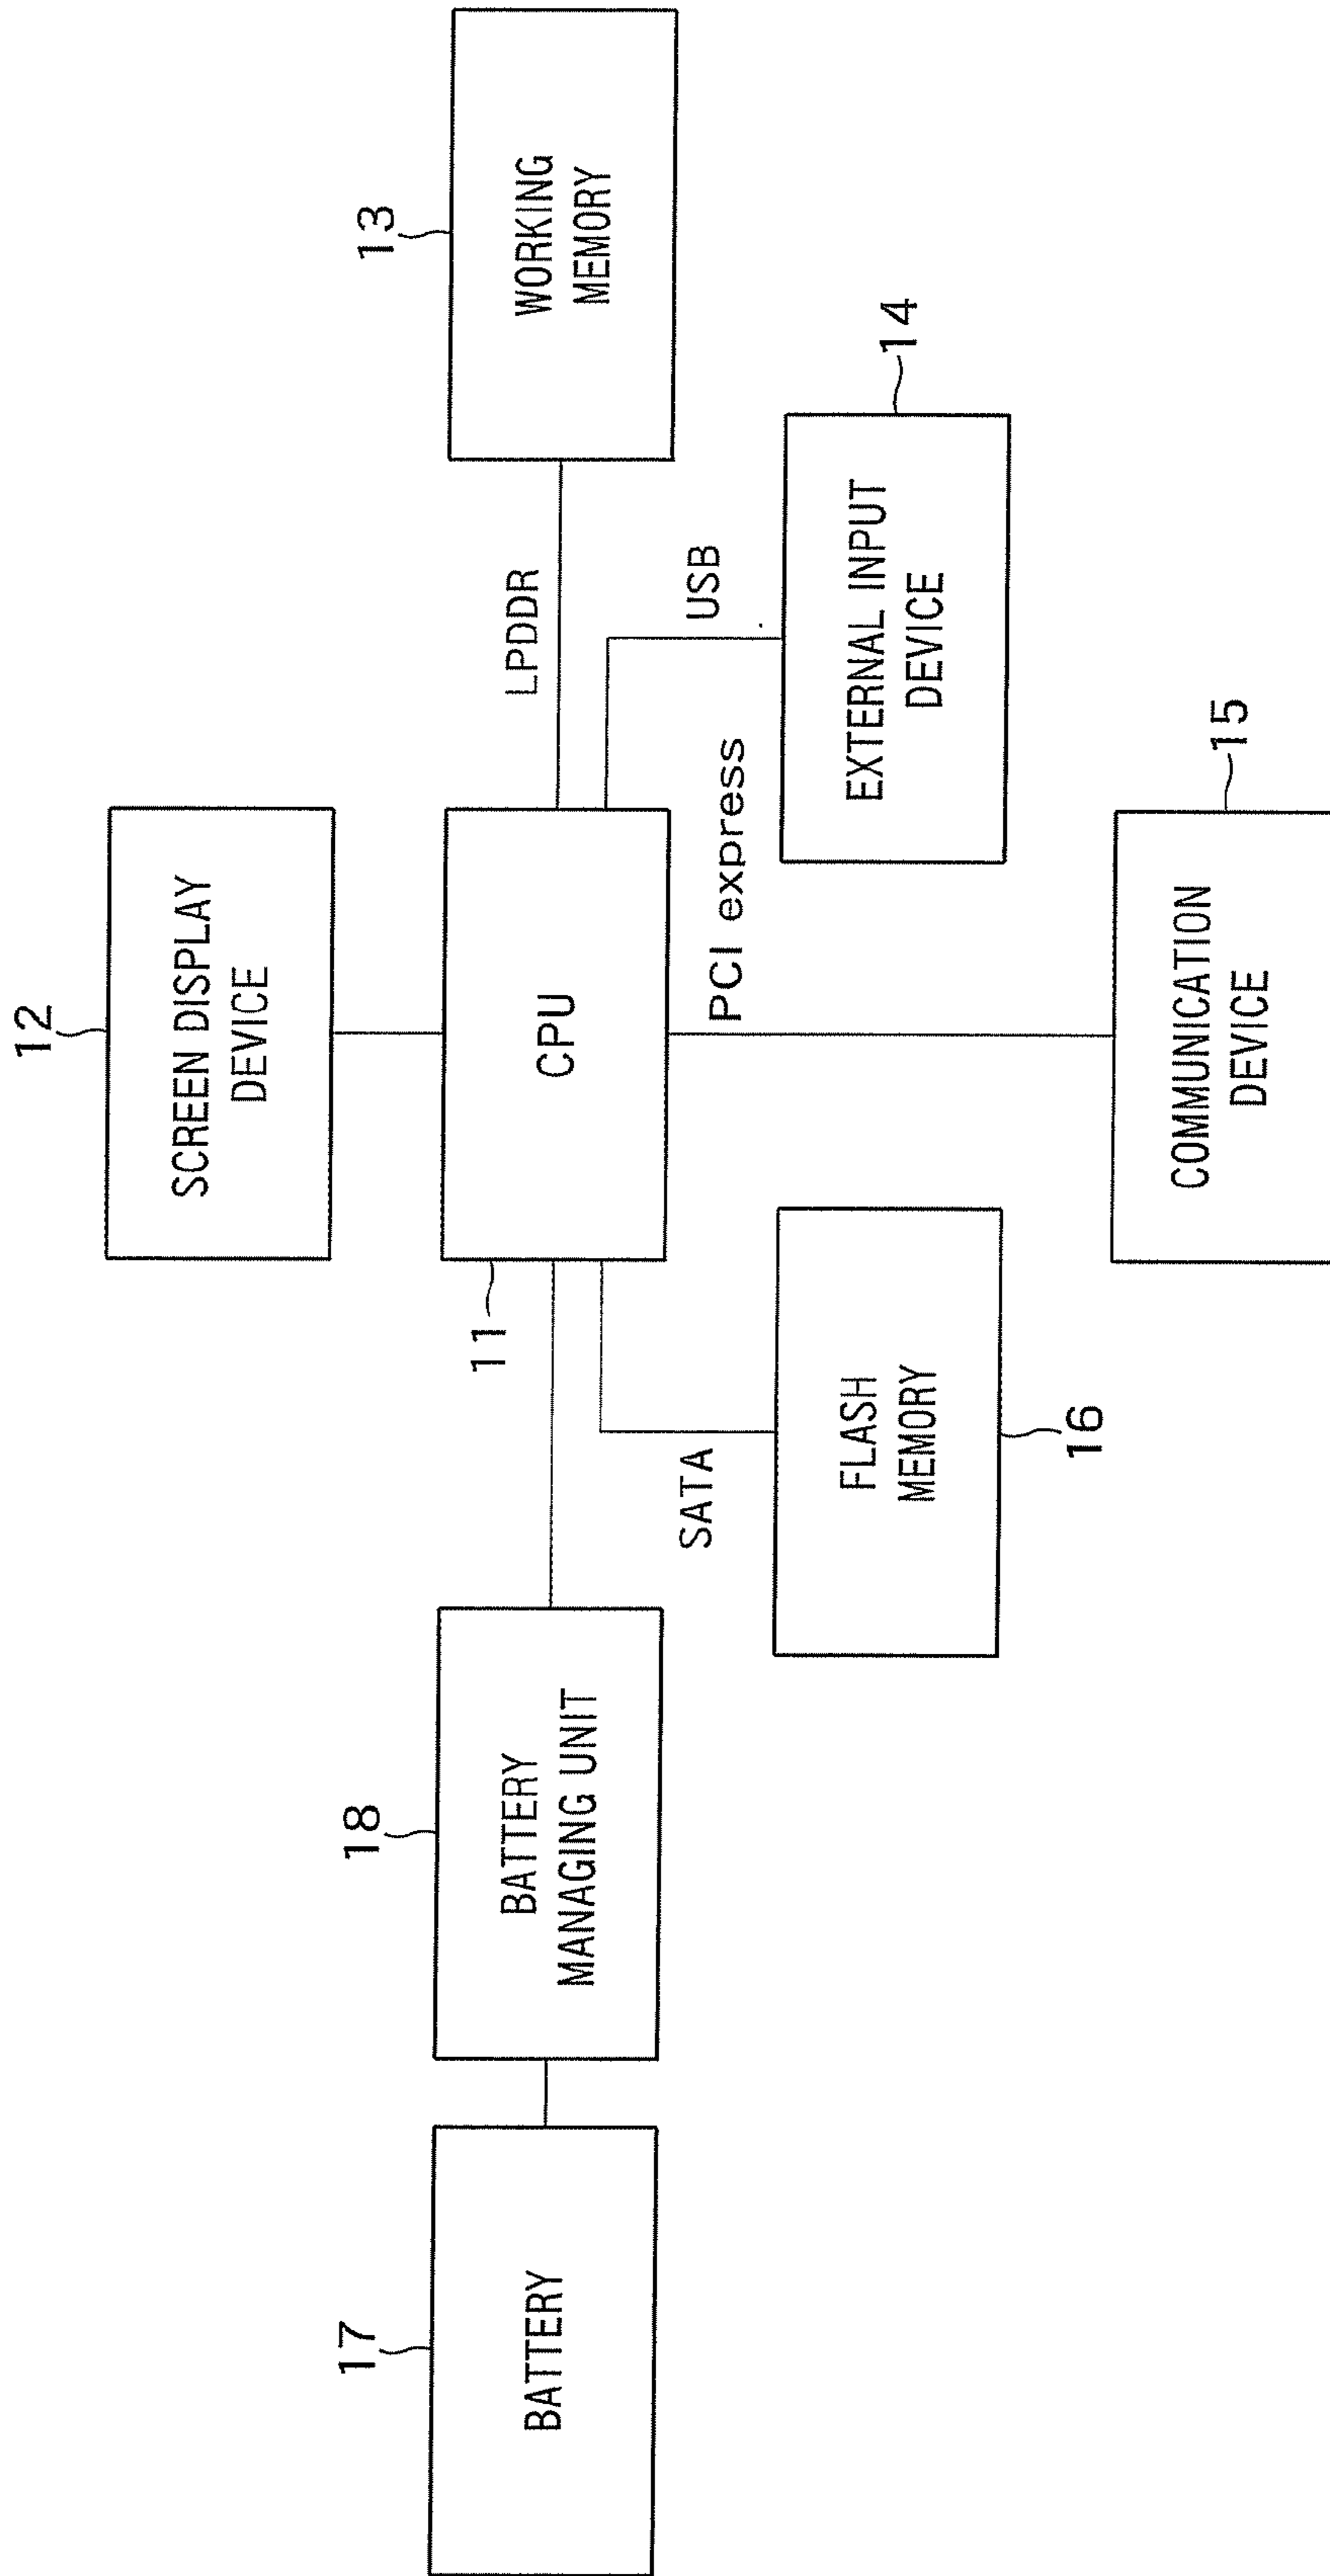 12
SCREEN DISPLAY
DEVICE
17
BATTERY
18
BATTERY
MANAGING UNIT
11
CPU
LPDDR
13
WORKING
MEMORY
SATA
USB
PCI express
FLASH
MEMORY
16
EXTERNAL INPUT
DEVICE
14
COMMUNICATION
DEVICE
15